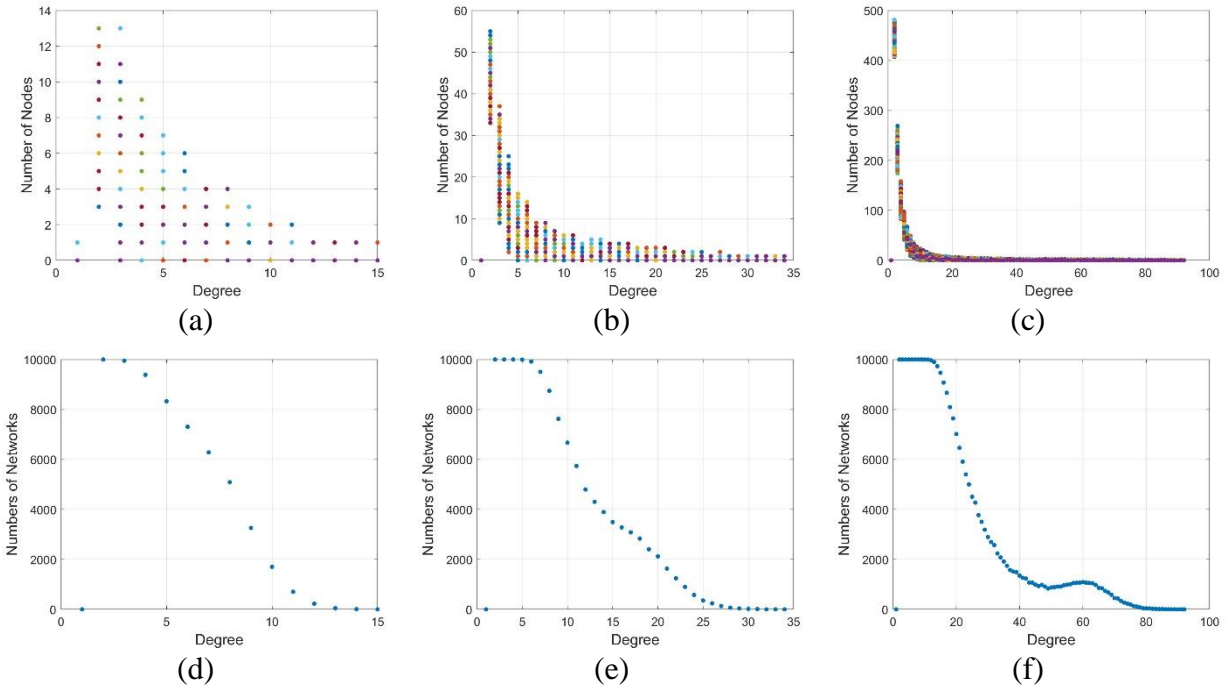 14
12
10
8
6
4
2
0
Number of Nodes
0 5 10 15
Degree
(a)
60
50
40
30
20
10
0
Number of Nodes
0 5 10 15 20 25 30 35
Degree
(b)
500
400
300
200
100
0
Number of Nodes
0 20 40 60 80 100
Degree
(c)
10000
8000
6000
4000
2000
0
Numbers of Networks
0 5 10 15
Degree
(d)
10000
8000
6000
4000
2000
0
Numbers of Networks
0 5 10 15 20 25 30 35
Degree
(e)
10000
8000
6000
4000
2000
0
Numbers of Networks
0 20 40 60 80 100
Degree
(f)